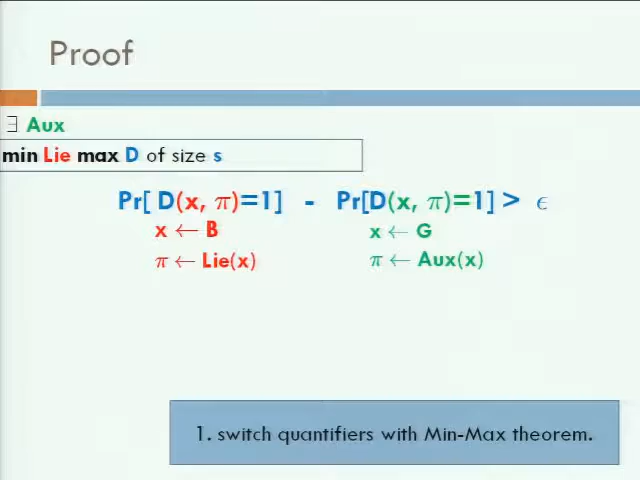 Proof
∃ Aux
min Lie max D of size s
Pr[ D(x, π)=1] - Pr[D(x, π)=1] > ϵ
x ← B x ← G
π ← Lie(x) π ← Aux(x)
1. switch quantifiers with Min-Max theorem.